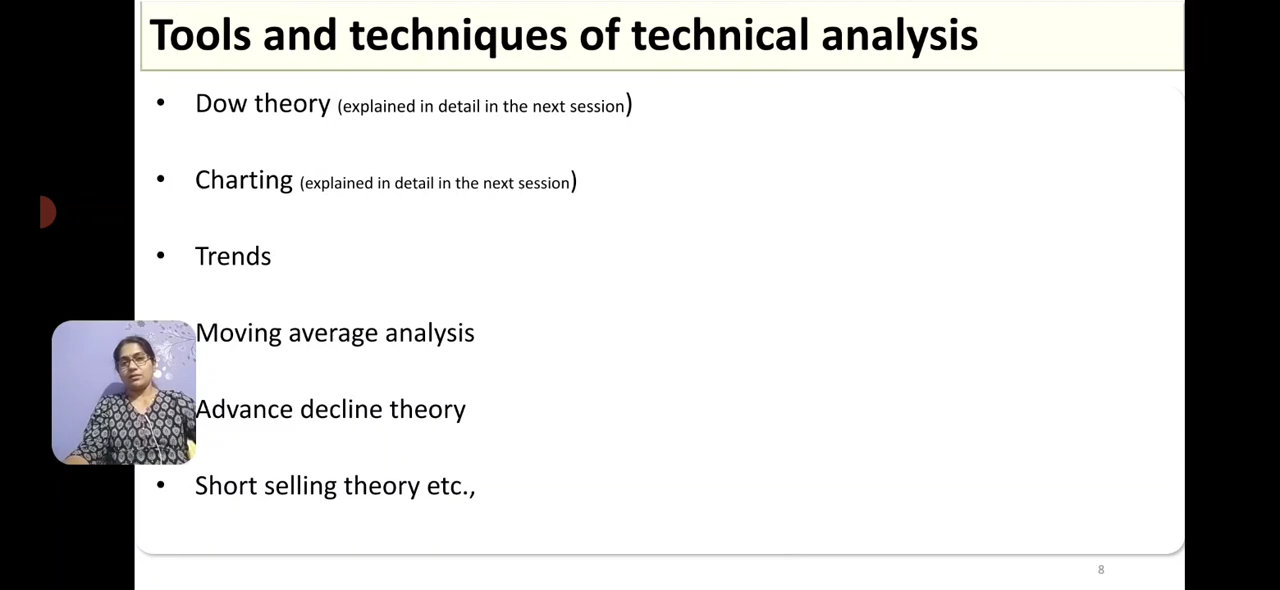 Tools and techniques of technical analysis
• Dow theory (explained in detail in the next session)
• Charting (explained in detail in the next session)
• Trends
Moving average analysis
Advance decline theory
• Short selling theory etc.,
8